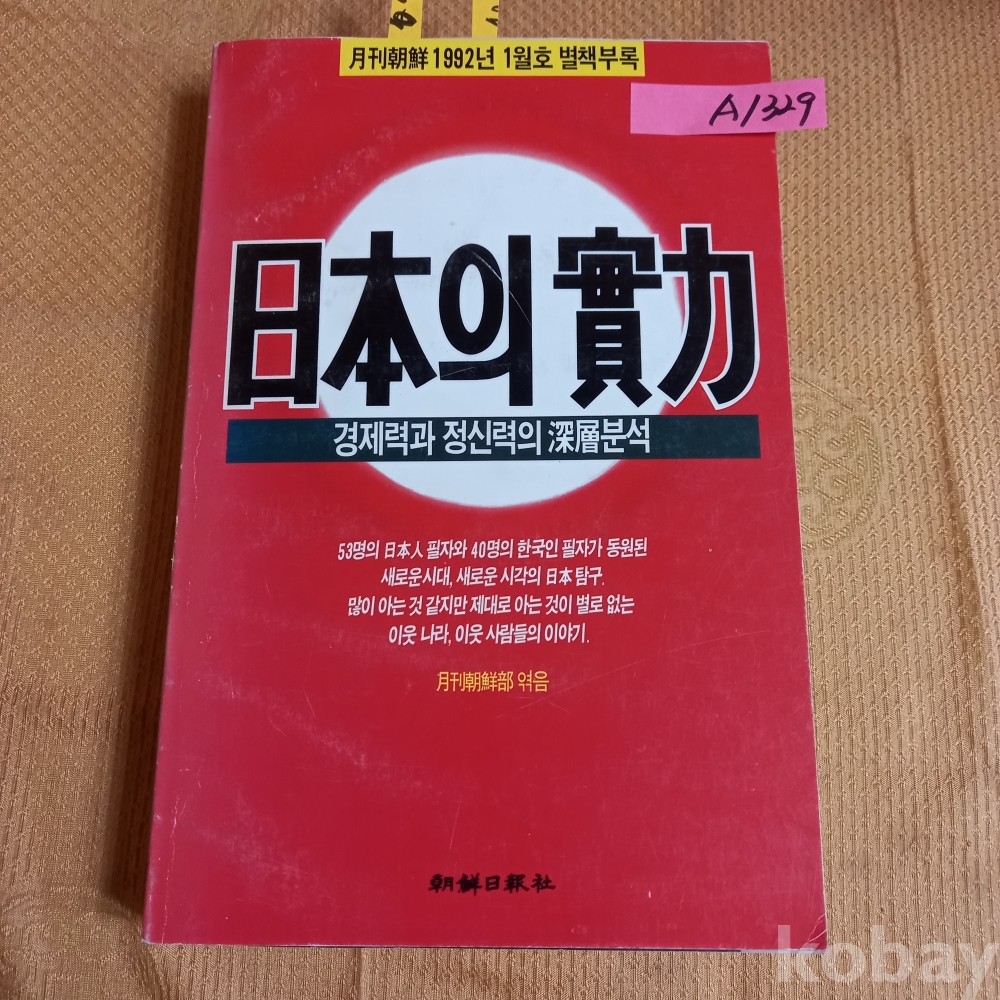 月刊朝鮮 1992년 1월호 별책부록
A1329
日本의 實力
경제력과 정신력의 深層분석
53명의 日本人 필자와 40명의 한국인 필자가 동원된
새로운시대, 새로운 시각의 日本 탐구.
많이 아는 것 같지만 제대로 아는 것이 별로 없는
이웃 나라, 이웃 사람들의 이야기.
月刊朝鮮部 엮음
朝鮮日報社
kobay